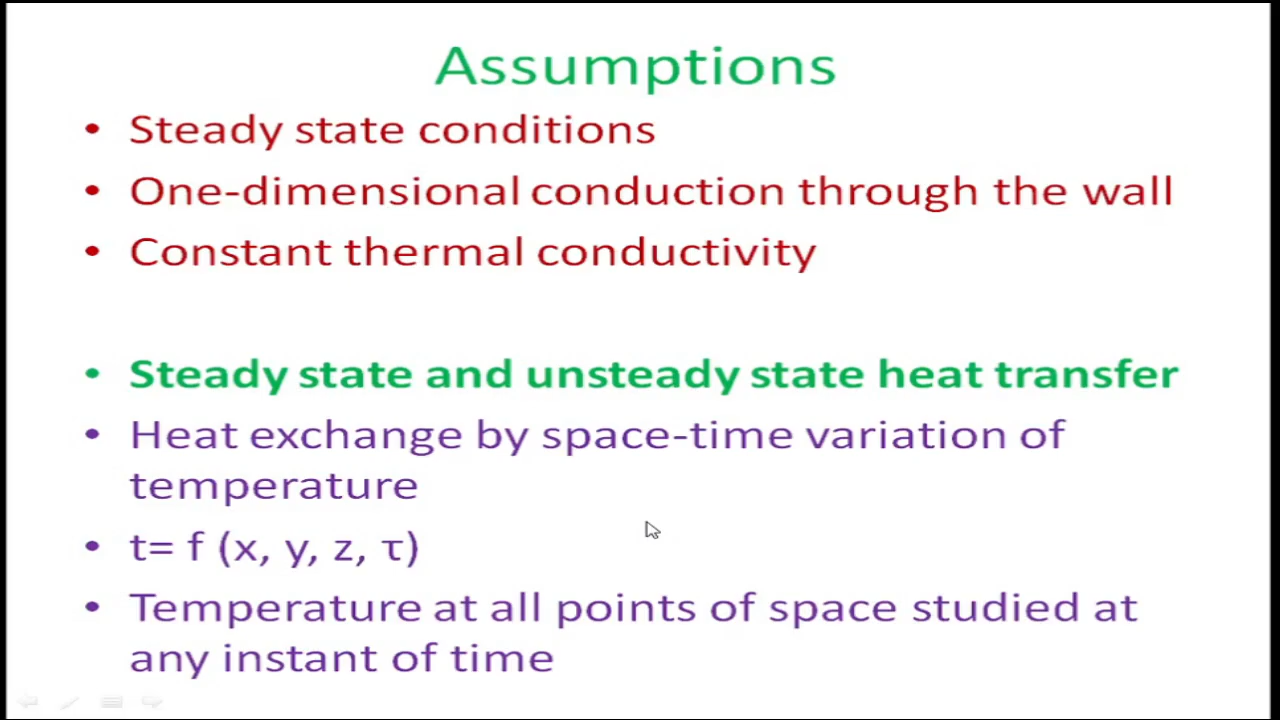 Assumptions
• Steady state conditions
• One-dimensional conduction through the wall
• Constant thermal conductivity
• Steady state and unsteady state heat transfer
• Heat exchange by space-time variation of
temperature
• t= f (x, y, z, τ)
• Temperature at all points of space studied at
any instant of time